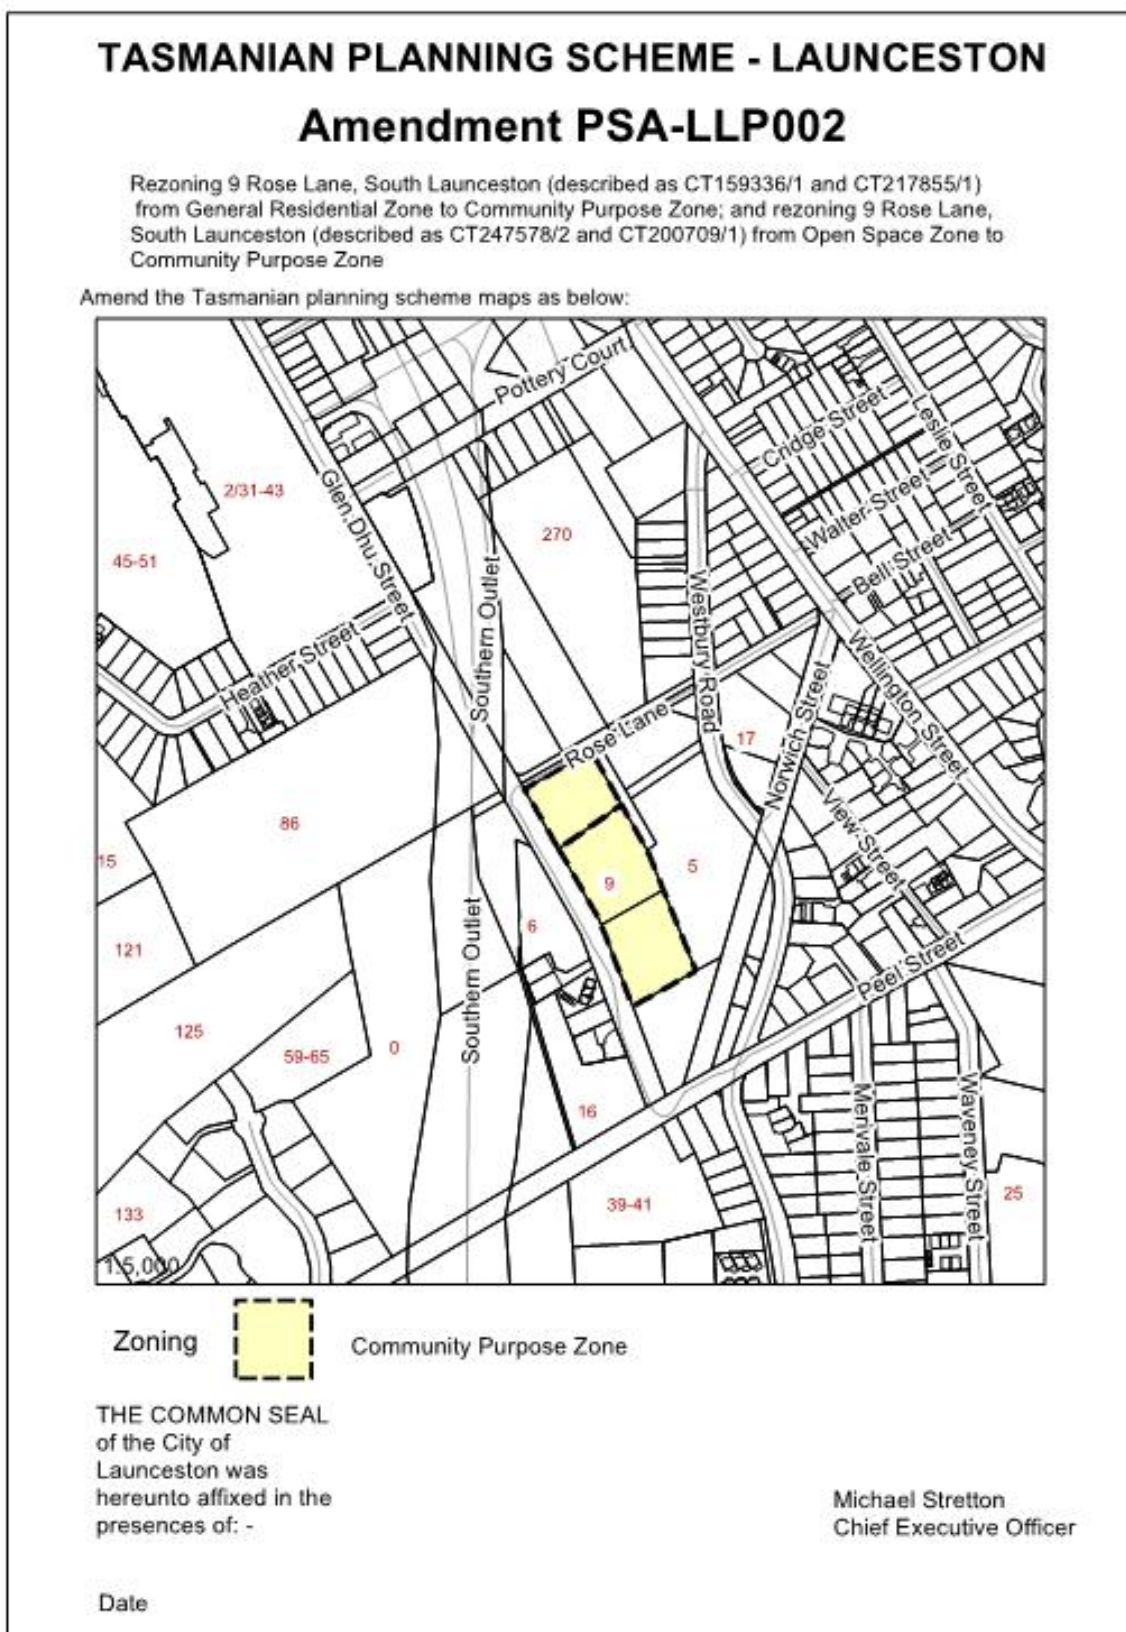 TASMANIAN PLANNING SCHEME - LAUNCESTON
Amendment PSA-LLP002
Rezoning 9 Rose Lane, South Launceston (described as CT159336/1 and CT217855/1)
from General Residential Zone to Community Purpose Zone; and rezoning 9 Rose Lane,
South Launceston (described as CT247578/2 and CT200709/1) from Open Space Zone to
Community Purpose Zone
Amend the Tasmanian planning scheme maps as below:
Pottery Court
Cridge Street
Leslie Street
2/31-43
Glen Dhu Street
Walter Street
270
45-51
Bell Street
Southern Outlet
Westbury Road
Heather Street
Wellington Street
Rose Lane
Norwich Street
17
86
View Street
15
5
9
6
121
Southern Outlet
Peel Street
125
59-65
0
16
Merivale Street
Waveney Street
133
39-41
25
1:5,000
Zoning
Community Purpose Zone
THE COMMON SEAL
of the City of
Launceston was
hereunto affixed in the
presences of: -
Michael Stretton
Chief Executive Officer
Date